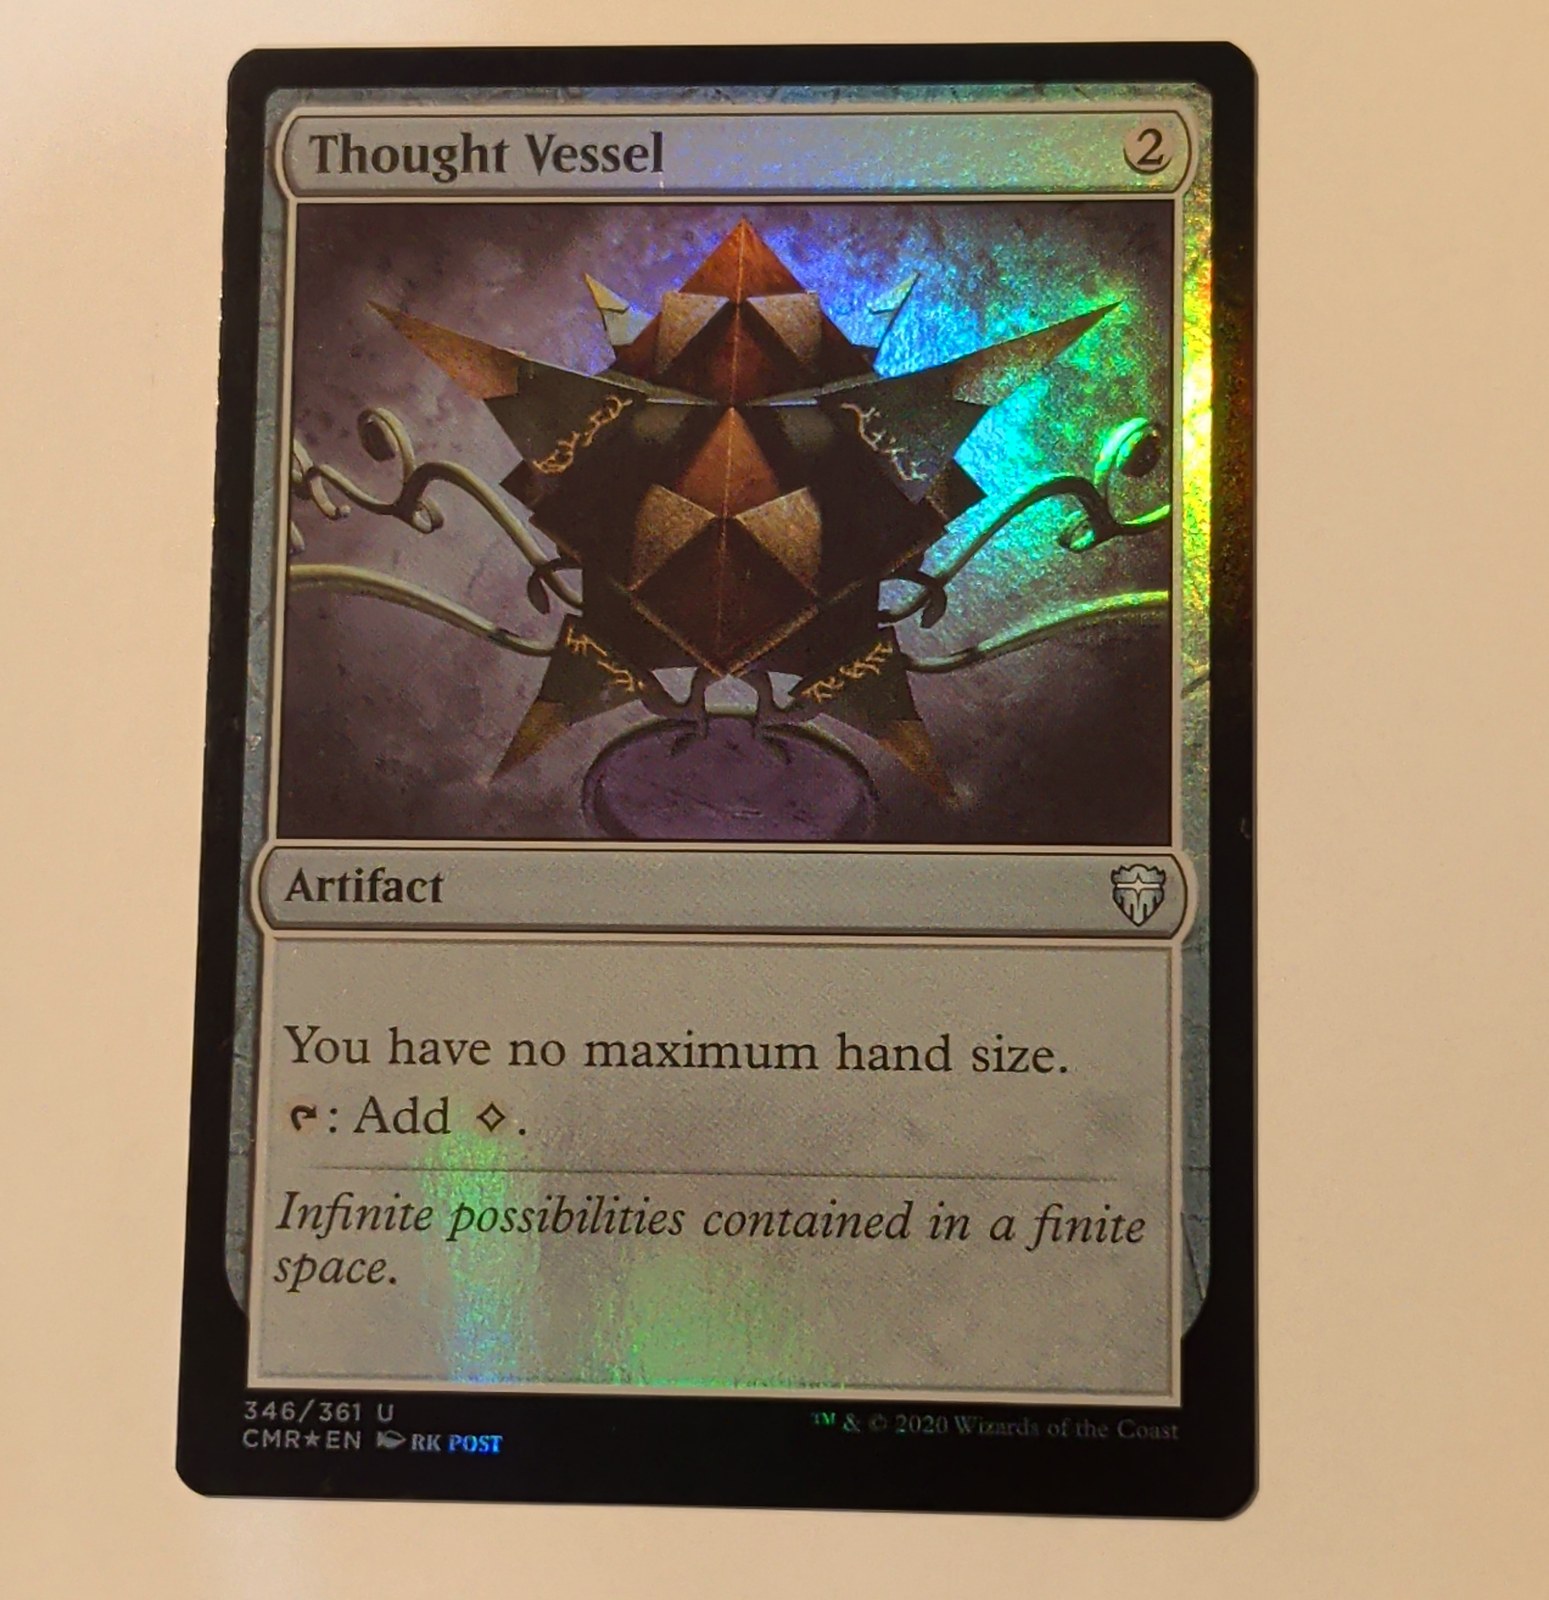 Thought Vessel 2
Artifact
You have no maximum hand size.
: Add .
Infinite possibilities contained in a finite
space.
346/361 U
CMR★EN RK POST
™ & © 2020 Wizards of the Coast